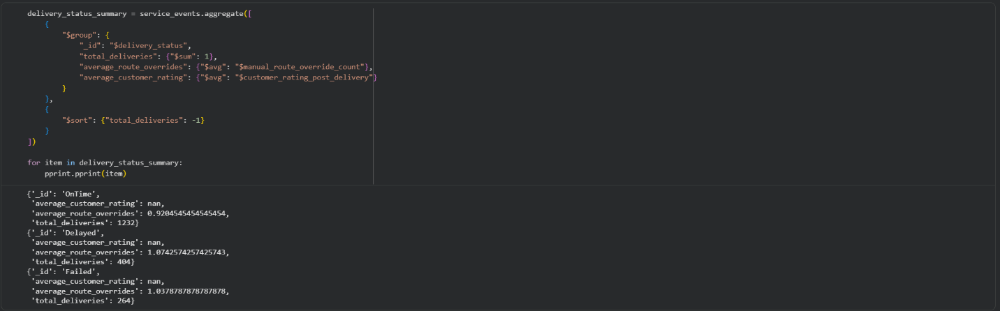 delivery_status_summary = service_events.aggregate([
    {
        "$group": {
            "_id": "$delivery_status",
            "total_deliveries": {"$sum": 1},
            "average_route_overrides": {"$avg": "$manual_route_override_count"},
            "average_customer_rating": {"$avg": "$customer_rating_post_delivery"}
        }
    },
    {
        "$sort": {"total_deliveries": -1}
    }
])
for item in delivery_status_summary:
    pprint.pprint(item)
{'_id': 'OnTime',
 'average_customer_rating': nan,
 'average_route_overrides': 0.9204545454545454,
 'total_deliveries': 1232}
{'_id': 'Delayed',
 'average_customer_rating': nan,
 'average_route_overrides': 1.0742574257425743,
 'total_deliveries': 404}
{'_id': 'Failed',
 'average_customer_rating': nan,
 'average_route_overrides': 1.0378787878787878,
 'total_deliveries': 264}